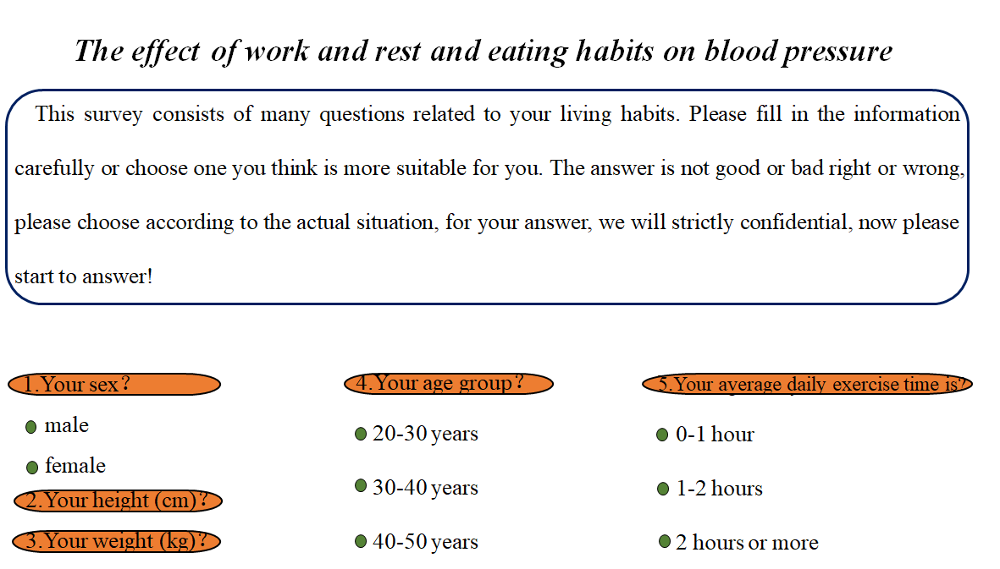 The effect of work and rest and eating habits on blood pressure
This survey consists of many questions related to your living habits. Please fill in the information
carefully or choose one you think is more suitable for you. The answer is not good or bad right or wrong,
please choose according to the actual situation, for your answer, we will strictly confidential, now please
start to answer!
1.Your sex?
male
female
2.Your height (cm)?
3.Your weight (kg)?
4.Your age group?
20-30 years
30-40 years
40-50 years
5.Your average daily exercise time is?
0-1 hour
1-2 hours
2 hours or more